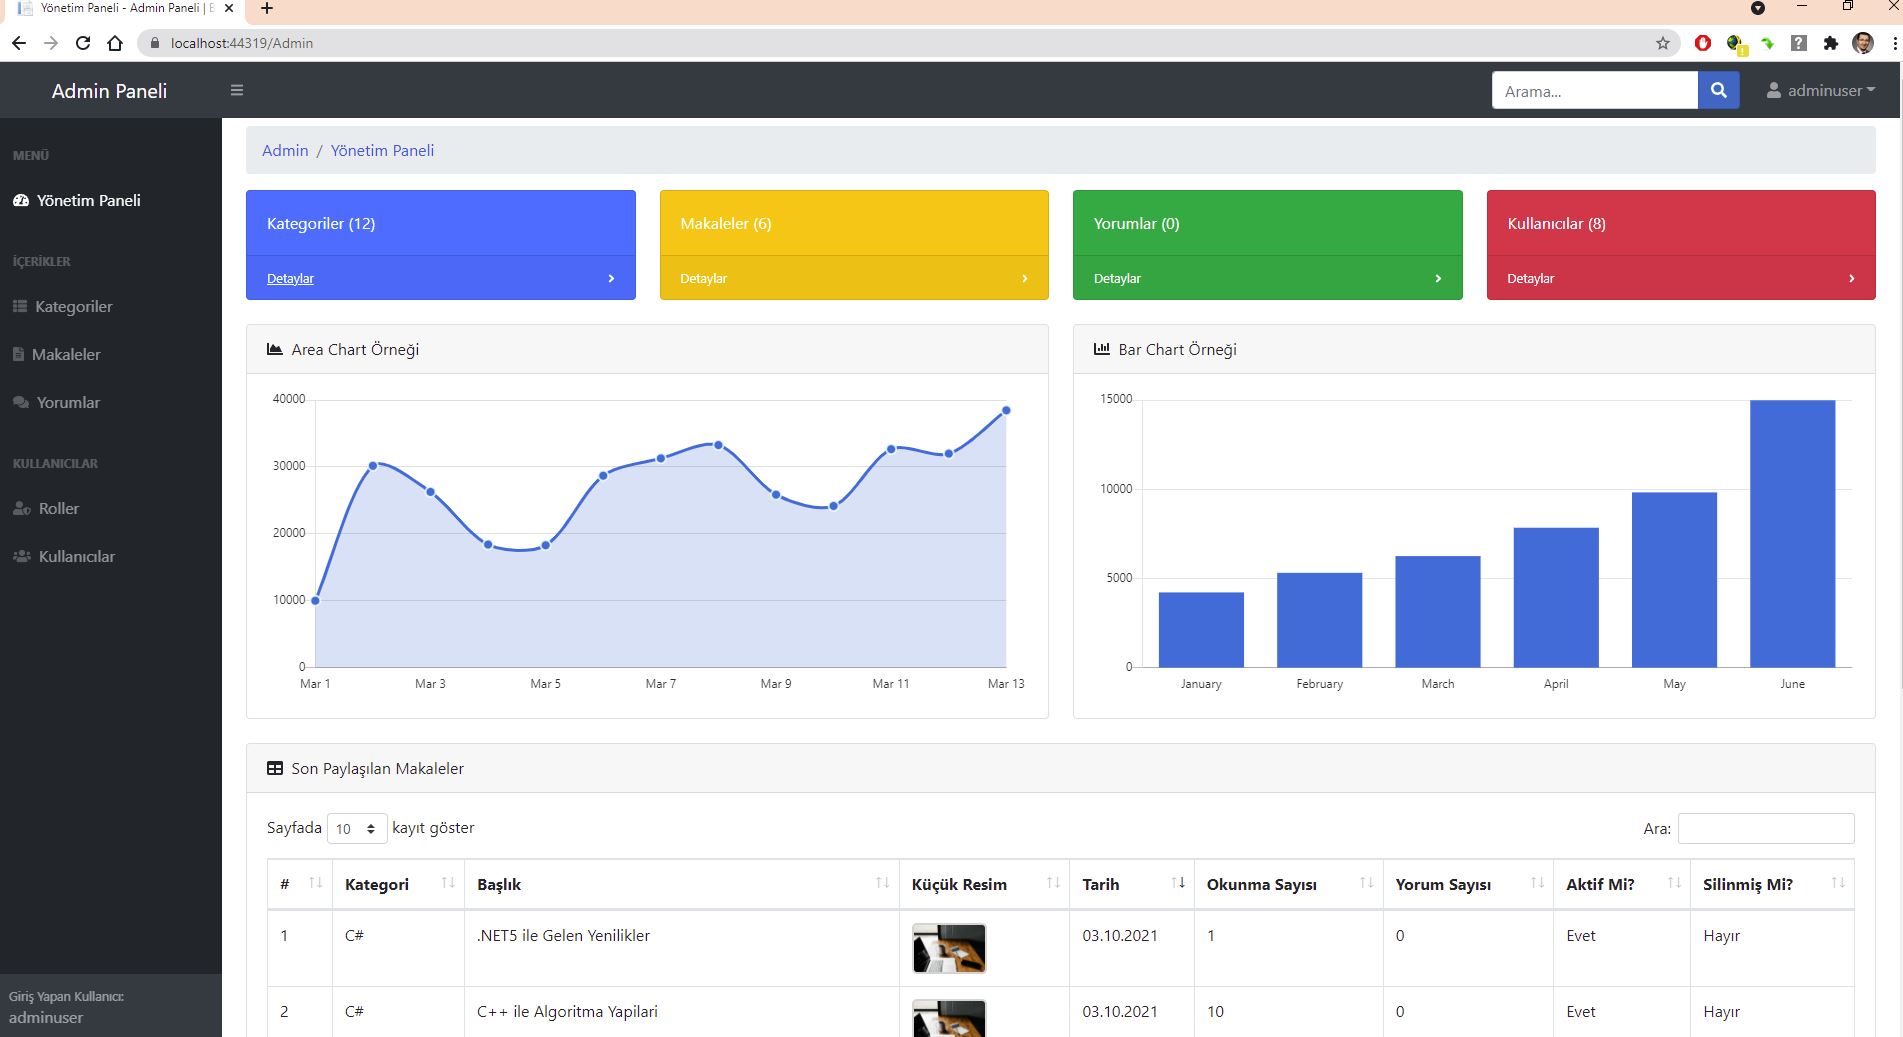 Yönetim Paneli - Admin Paneli | B
localhost:44319/Admin
Admin Paneli
Arama...
adminuser
MENÜ
Yönetim Paneli
İÇERİKLER
Kategoriler
Makaleler
Yorumlar
KULLANICILAR
Roller
Kullanıcılar
Giriş Yapan Kullanıcı:
adminuser
Admin / Yönetim Paneli
Kategoriler (12)
Detaylar
Makaleler (6)
Detaylar
Yorumlar (0)
Detaylar
Kullanıcılar (8)
Detaylar
Area Chart Örneği
40000
30000
20000
10000
0
Mar 1 Mar 3 Mar 5 Mar 7 Mar 9 Mar 11 Mar 13
Bar Chart Örneği
15000
10000
5000
0
January February March April May June
Son Paylaşılan Makaleler
Sayfada 10 kayıt göster
Ara:
# Kategori Başlık Küçük Resim Tarih Okunma Sayısı Yorum Sayısı Aktif Mi? Silinmiş Mi?
1 C# .NET5 ile Gelen Yenilikler 03.10.2021 1 0 Evet Hayır
2 C# C++ ile Algoritma Yapilari 03.10.2021 10 0 Evet Hayır